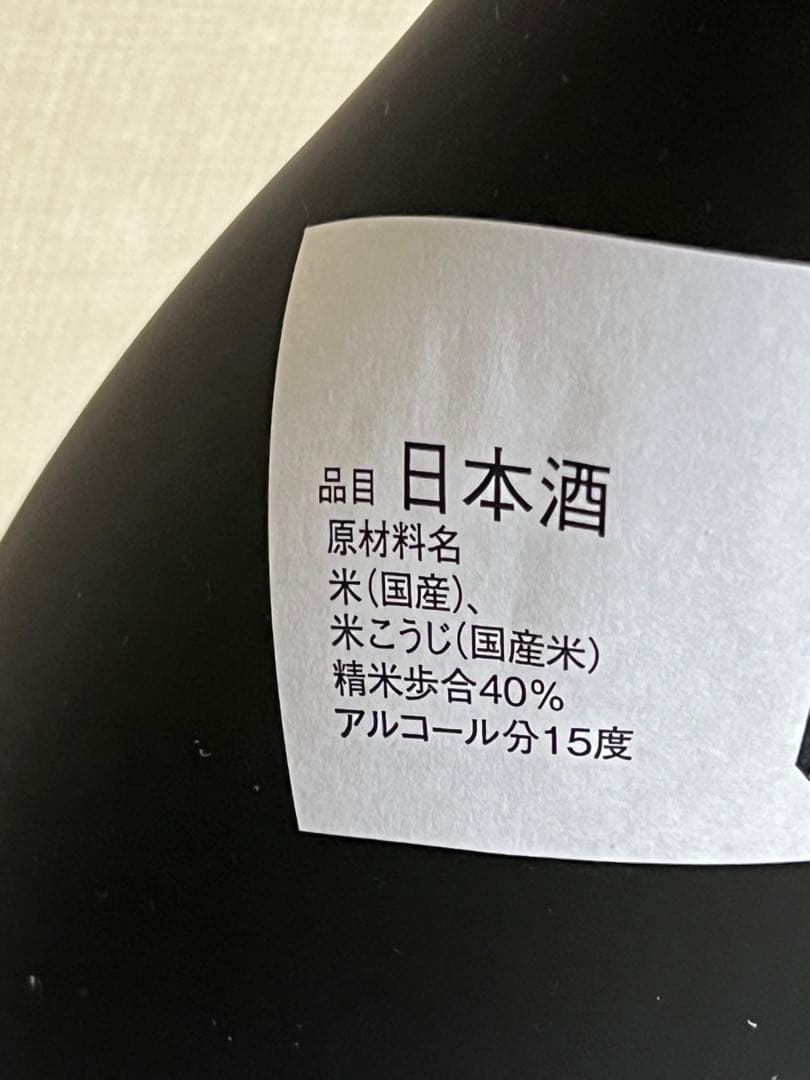 品目 日本酒
原材料名
米(国産)、
米こうじ(国産米)
精米歩合40%
アルコール分15度